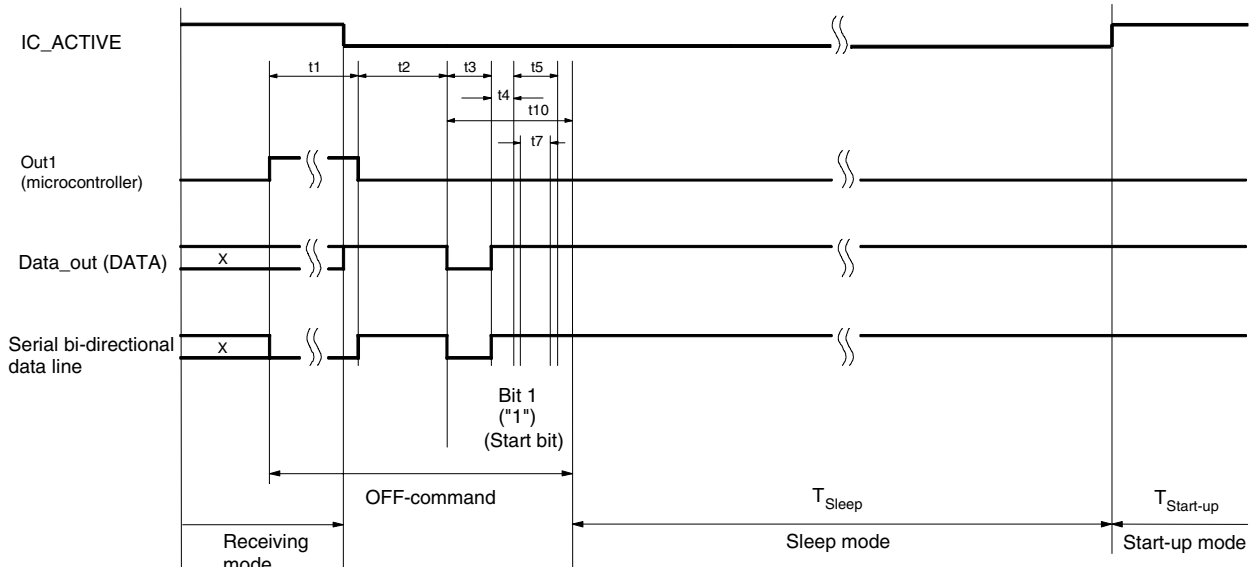 IC_ACTIVE
t1 t2 t3 t5
t4
t10
Out1
(microcontroller)
t7
Data_out (DATA)
X
Serial bi-directional
data line
X
Bit 1
("1")
(Start bit)
OFF-command
TSleep
TStart-up
Receiving
mode
Sleep mode
Start-up mode